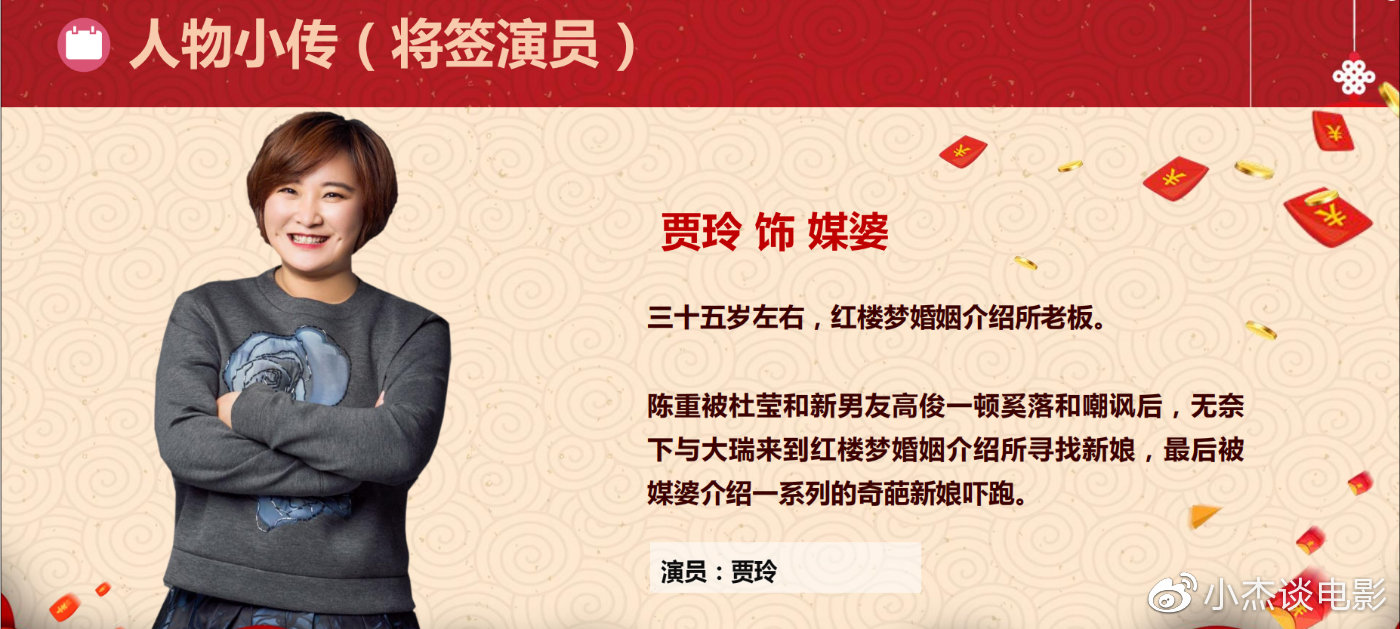 人物小传（将签演员）
贾玲 饰 媒婆
三十五岁左右，红楼梦婚姻介绍所老板。
陈重被杜莹和新男友高俊一顿奚落和嘲讽后，无奈
下与大瑞来到红楼梦婚姻介绍所寻找新娘，最后被
媒婆介绍一系列的奇葩新娘吓跑。
演员：贾玲
小杰谈电影